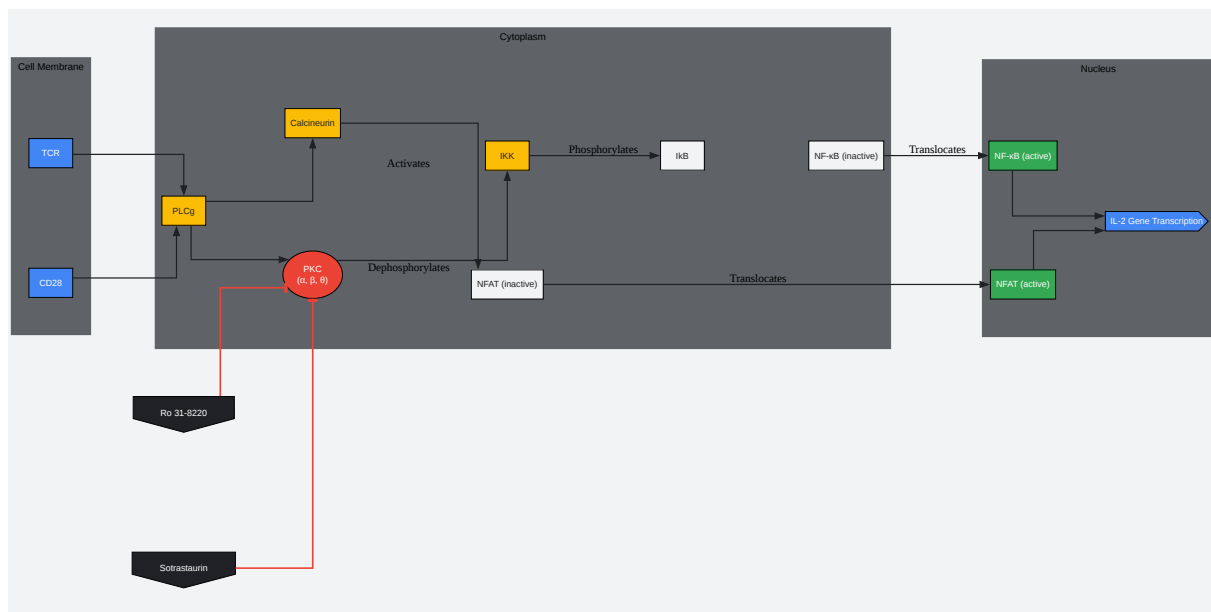 Cytoplasm
Cell Membrane
Nucleus
Calcineurin
TCR
Activates
IKK
Phosphorylates
IkB
NF-κB (inactive)
Translocates
NF-κB (active)
PLCg
IL-2 Gene Transcription
CD28
PKC
(α, β, θ)
Dephosphorylates
NFAT (inactive)
Translocates
NFAT (active)
Ro 31-8220
Sotrastaurin